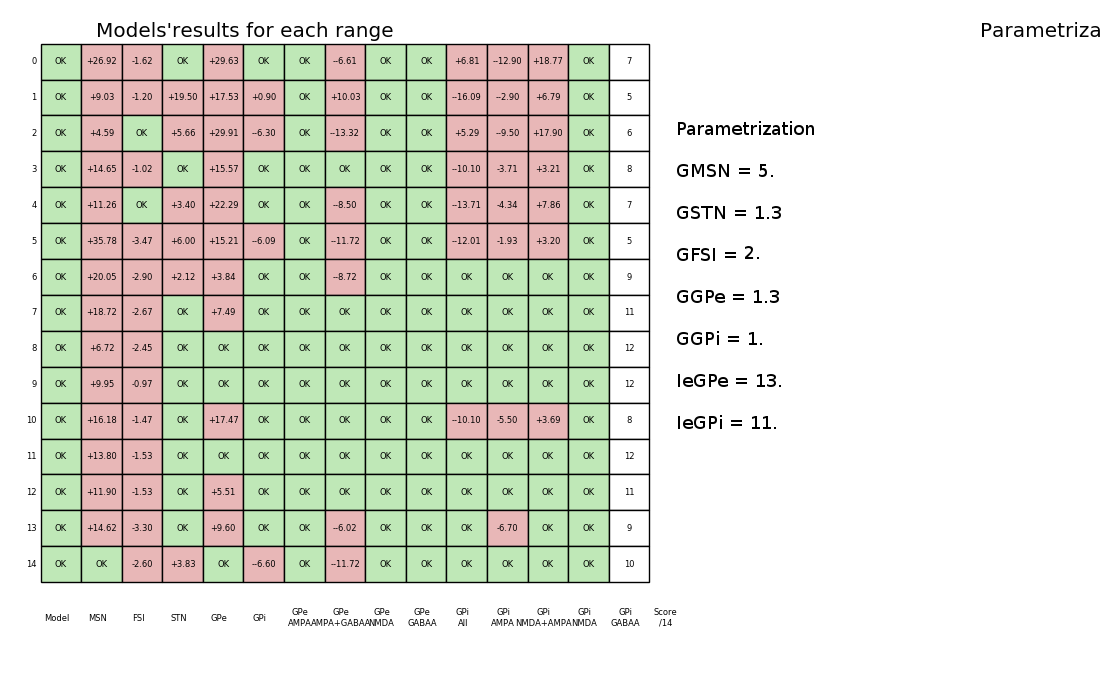 Models'results for each range
Parametriza
0 OK +26.92 -1.62 OK +29.63 OK OK −6.61 OK OK +6.81 −12.90 +18.77 OK 7
1 OK +9.03 -1.20 +19.50 +17.53 +0.90 OK +10.03 OK OK −16.09 −2.90 +6.79 OK 5
2 OK +4.59 OK +5.66 +29.91 −6.30 OK −13.32 OK OK +5.29 −9.50 +17.90 OK 6
3 OK +14.65 -1.02 OK +15.57 OK OK OK OK OK −10.10 -3.71 +3.21 OK 8
4 OK +11.26 OK +3.40 +22.29 OK OK −8.50 OK OK −13.71 -4.34 +7.86 OK 7
5 OK +35.78 -3.47 +6.00 +15.21 −6.09 OK −11.72 OK OK −12.01 -1.93 +3.20 OK 5
6 OK +20.05 -2.90 +2.12 +3.84 OK OK −8.72 OK OK OK OK OK OK 9
7 OK +18.72 -2.67 OK +7.49 OK OK OK OK OK OK OK OK OK 11
8 OK +6.72 -2.45 OK OK OK OK OK OK OK OK OK OK OK 12
9 OK +9.95 -0.97 OK OK OK OK OK OK OK OK OK OK OK 12
10 OK +16.18 -1.47 OK +17.47 OK OK OK OK OK −10.10 -5.50 +3.69 OK 8
11 OK +13.80 -1.53 OK OK OK OK OK OK OK OK OK OK OK 12
12 OK +11.90 -1.53 OK +5.51 OK OK OK OK OK OK OK OK OK 11
13 OK +14.62 -3.30 OK +9.60 OK OK −6.02 OK OK OK -6.70 OK OK 9
14 OK OK -2.60 +3.83 OK −6.60 OK −11.72 OK OK OK OK OK OK 10
Model MSN FSI STN GPe GPi GPe AMPA GPe AMPA+GABAA GPe NMDA GPe GABAA GPi All GPi AMPA GPi NMDA+AMPA GPi NMDA GPi GABAA Score /14
Parametrization
GMSN = 5.
GSTN = 1.3
GFSI = 2.
GGPe = 1.3
GGPi = 1.
IeGPe = 13.
IeGPi = 11.